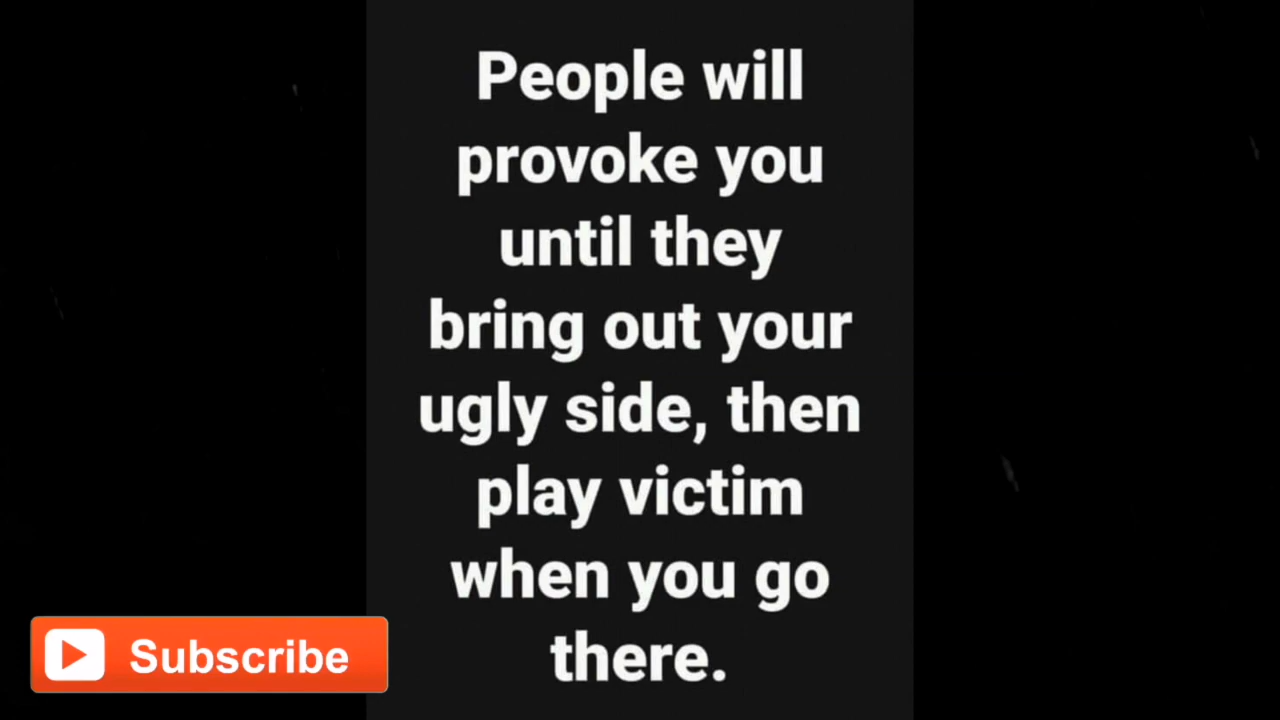 People will
provoke you
until they
bring out your
ugly side, then
play victim
when you go
there.
Subscribe